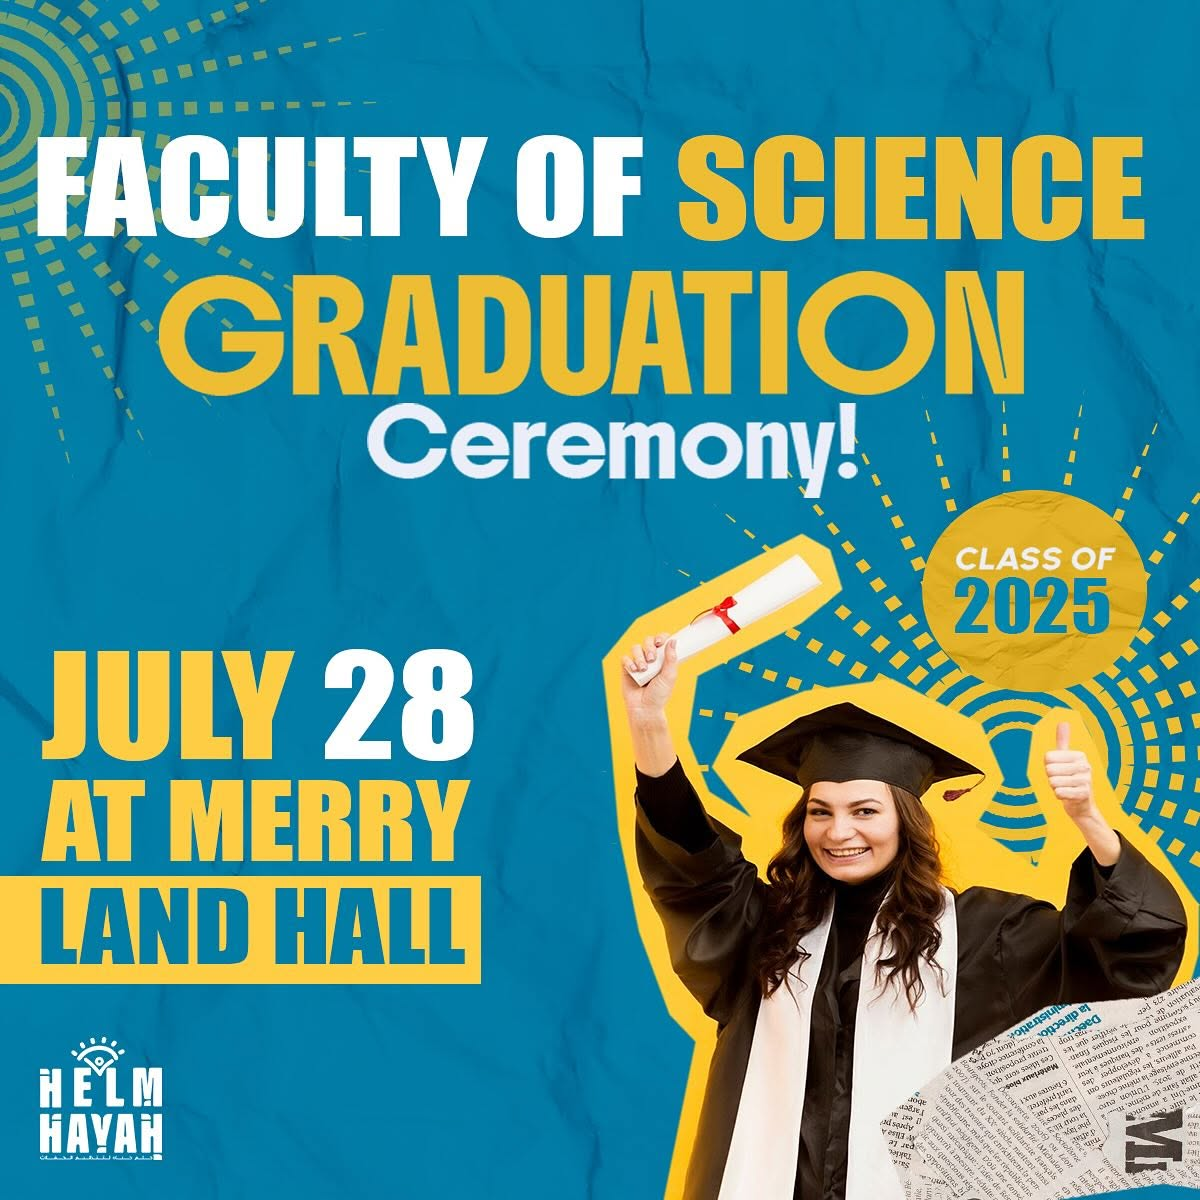 FACULTY OF SCIENCE
GRADUATION
Ceremony!
CLASS OF
2025
JULY 28
AT MERRY
LAND HALL
HELM
HAYAH